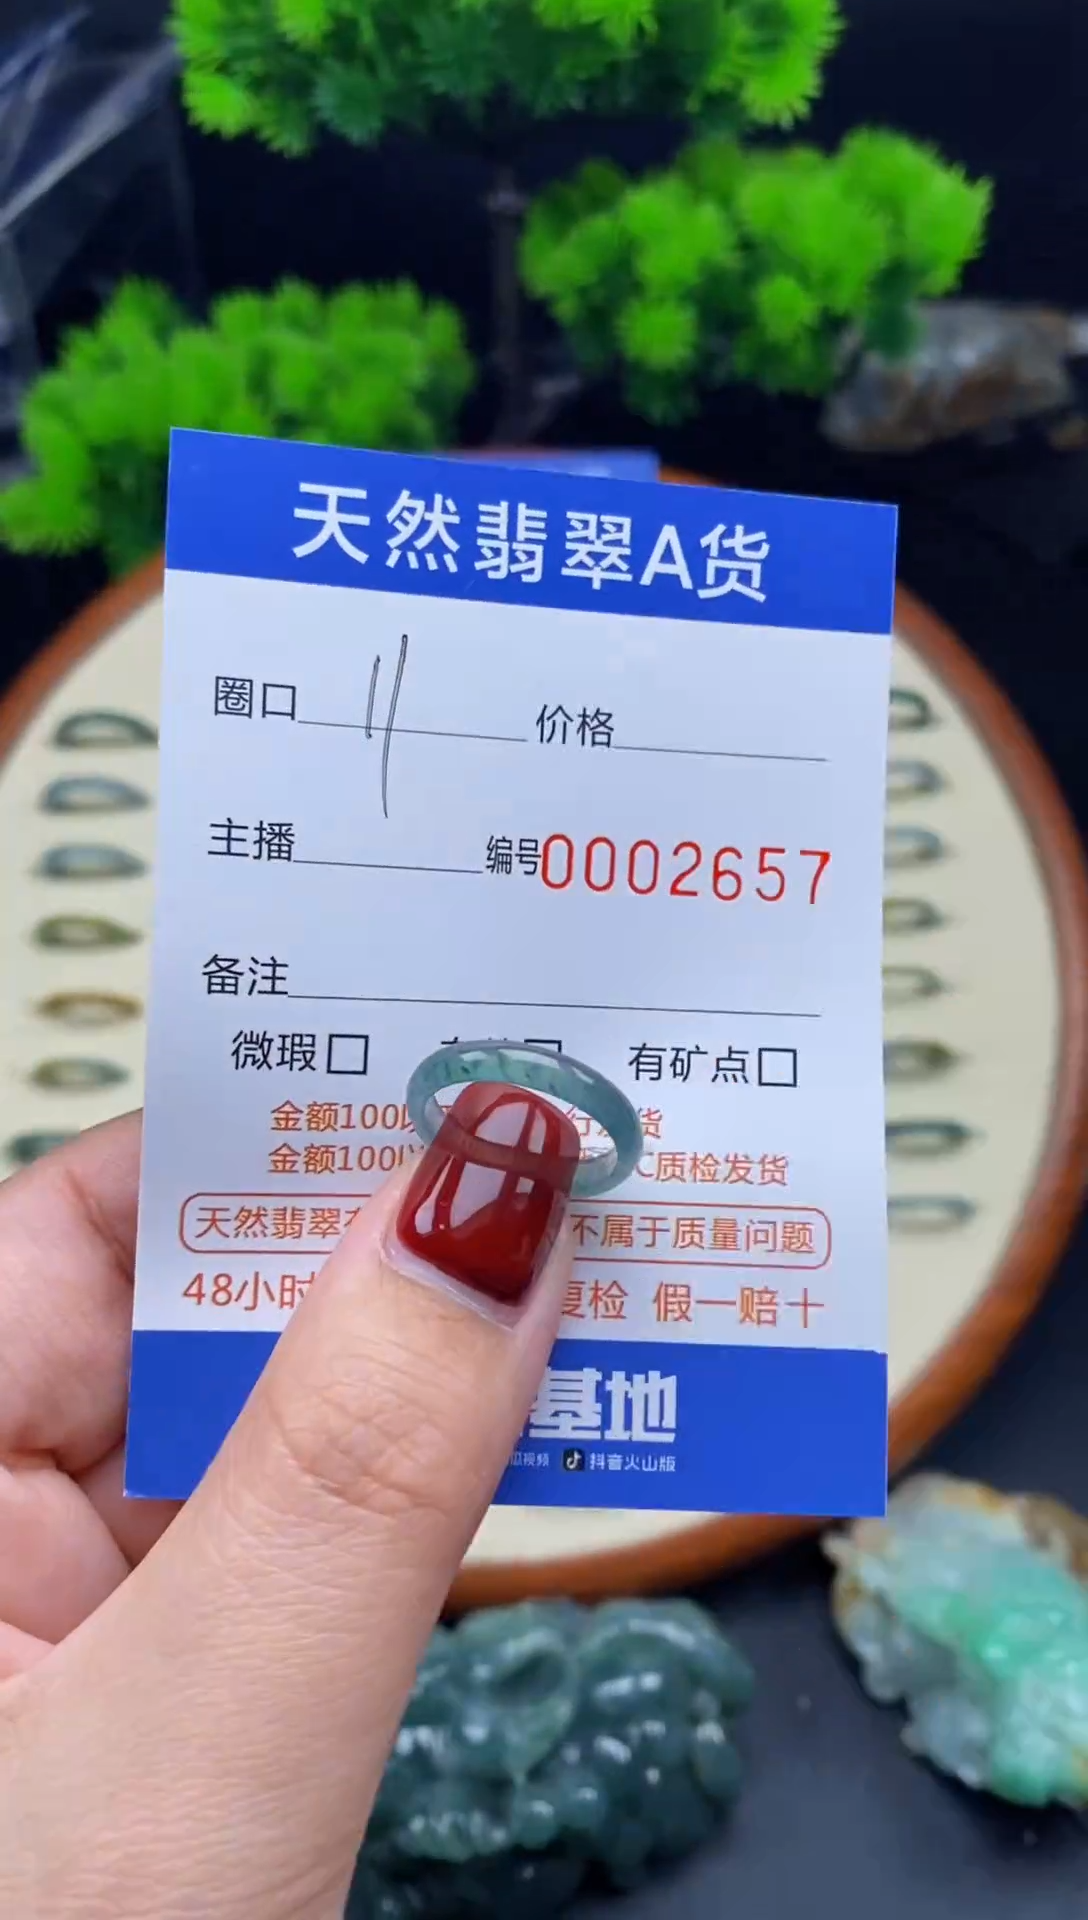 天然翡翠A货
圈口 11 价格
主播 编号0002657
备注
微瑕□ 有矿点□
金额100 货
金额100 质检发货
天然翡翠 不属于质量问题
48小时 复检 假一赔十
基地
视频 抖音火山版